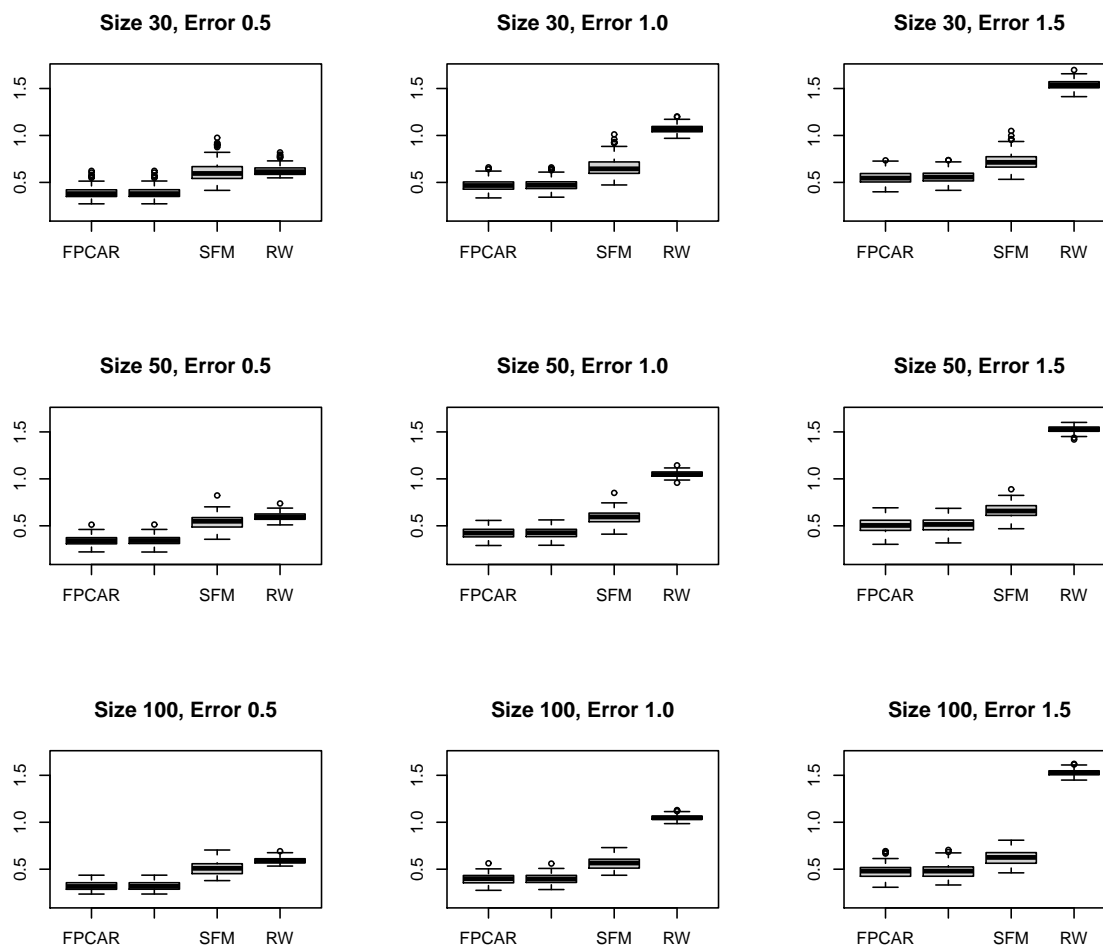 Size 30, Error 0.5
1.5
1.0
0.5
FPCAR SFM RW
Size 30, Error 1.0
1.5
1.0
0.5
FPCAR SFM RW
Size 30, Error 1.5
1.5
1.0
0.5
FPCAR SFM RW
Size 50, Error 0.5
1.5
1.0
0.5
FPCAR SFM RW
Size 50, Error 1.0
1.5
1.0
0.5
FPCAR SFM RW
Size 50, Error 1.5
1.5
1.0
0.5
FPCAR SFM RW
Size 100, Error 0.5
1.5
1.0
0.5
FPCAR SFM RW
Size 100, Error 1.0
1.5
1.0
0.5
FPCAR SFM RW
Size 100, Error 1.5
1.5
1.0
0.5
FPCAR SFM RW